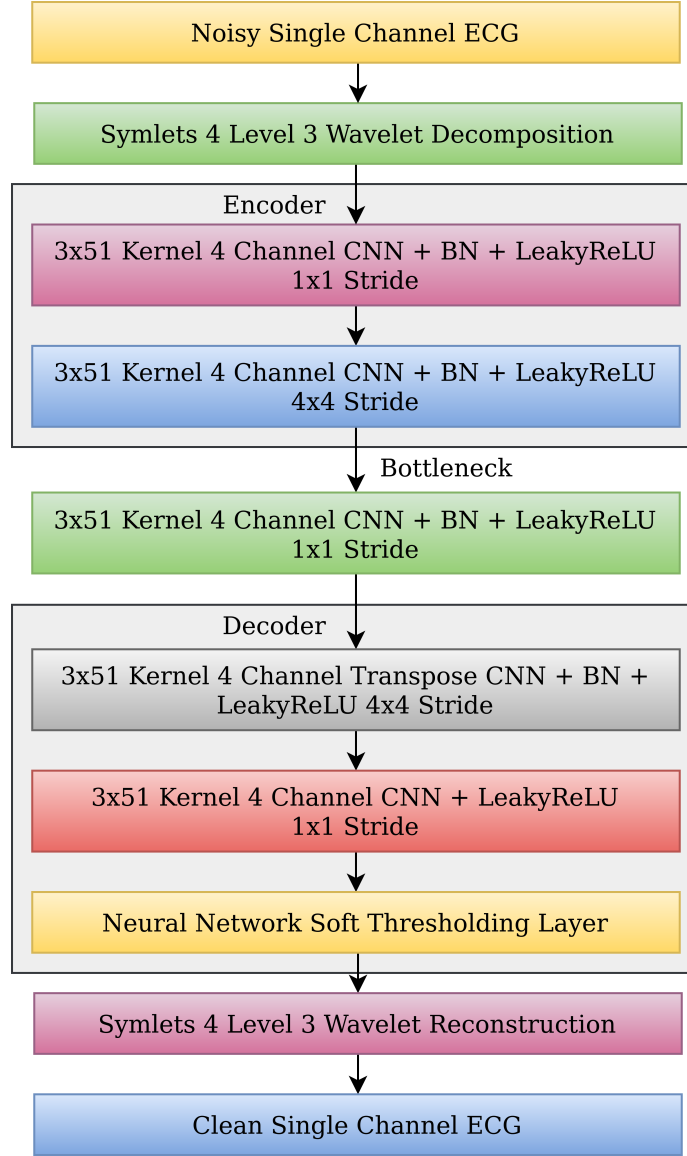 Noisy Single Channel ECG
Symlets 4 Level 3 Wavelet Decomposition
Encoder
3x51 Kernel 4 Channel CNN + BN + LeakyReLU
1x1 Stride
3x51 Kernel 4 Channel CNN + BN + LeakyReLU
4x4 Stride
Bottleneck
3x51 Kernel 4 Channel CNN + BN + LeakyReLU
1x1 Stride
Decoder
3x51 Kernel 4 Channel Transpose CNN + BN +
LeakyReLU 4x4 Stride
3x51 Kernel 4 Channel CNN + LeakyReLU
1x1 Stride
Neural Network Soft Thresholding Layer
Symlets 4 Level 3 Wavelet Reconstruction
Clean Single Channel ECG